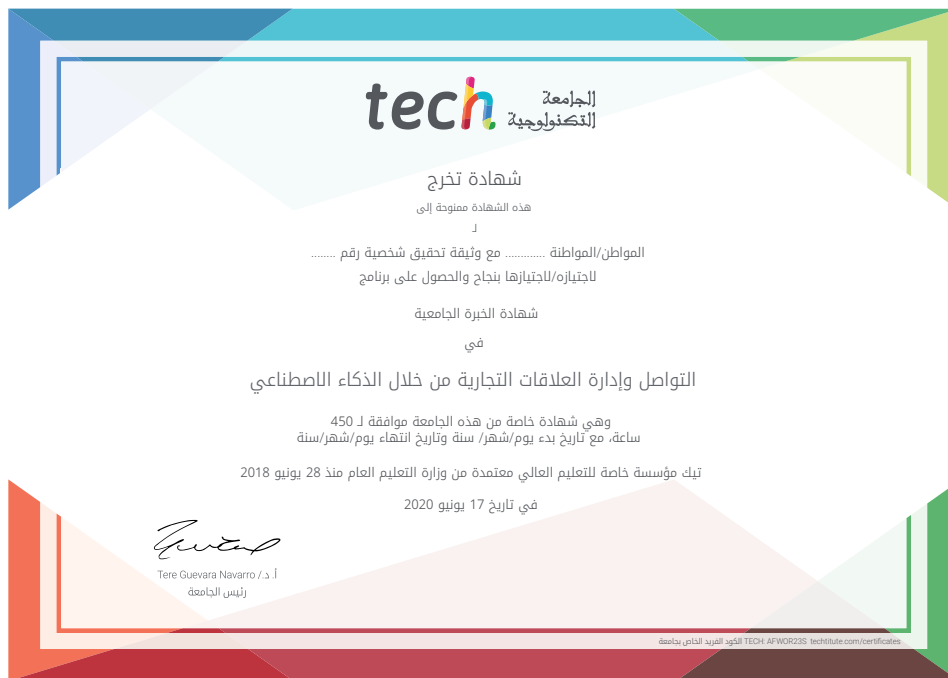 tech الجامعة
التكنولوجية
شهادة تخرج
هذه الشهادة ممنوحة إلى
لـ
المواطن/المواطنة ............ مع وثيقة تحقيق شخصية رقم ........
لاجتيازه/لاجتيازها بنجاح والحصول على برنامج
شهادة الخبرة الجامعية
في
التواصل وإدارة العلاقات التجارية من خلال الذكاء الاصطناعي
وهي شهادة خاصة من هذه الجامعة موافقة لـ 450
ساعة، مع تاريخ بدء يوم/شهر/ سنة وتاريخ انتهاء يوم/شهر/سنة
تيك مؤسسة خاصة للتعليم العالي معتمدة من وزارة التعليم العام منذ 28 يونيو 2018
في تاريخ 17 يونيو 2020
أ. د./ Tere Guevara Navarro
رئيس الجامعة
الكود الفريد الخاص بجامعة TECH: AFWOR23S techtitute.com/certificates